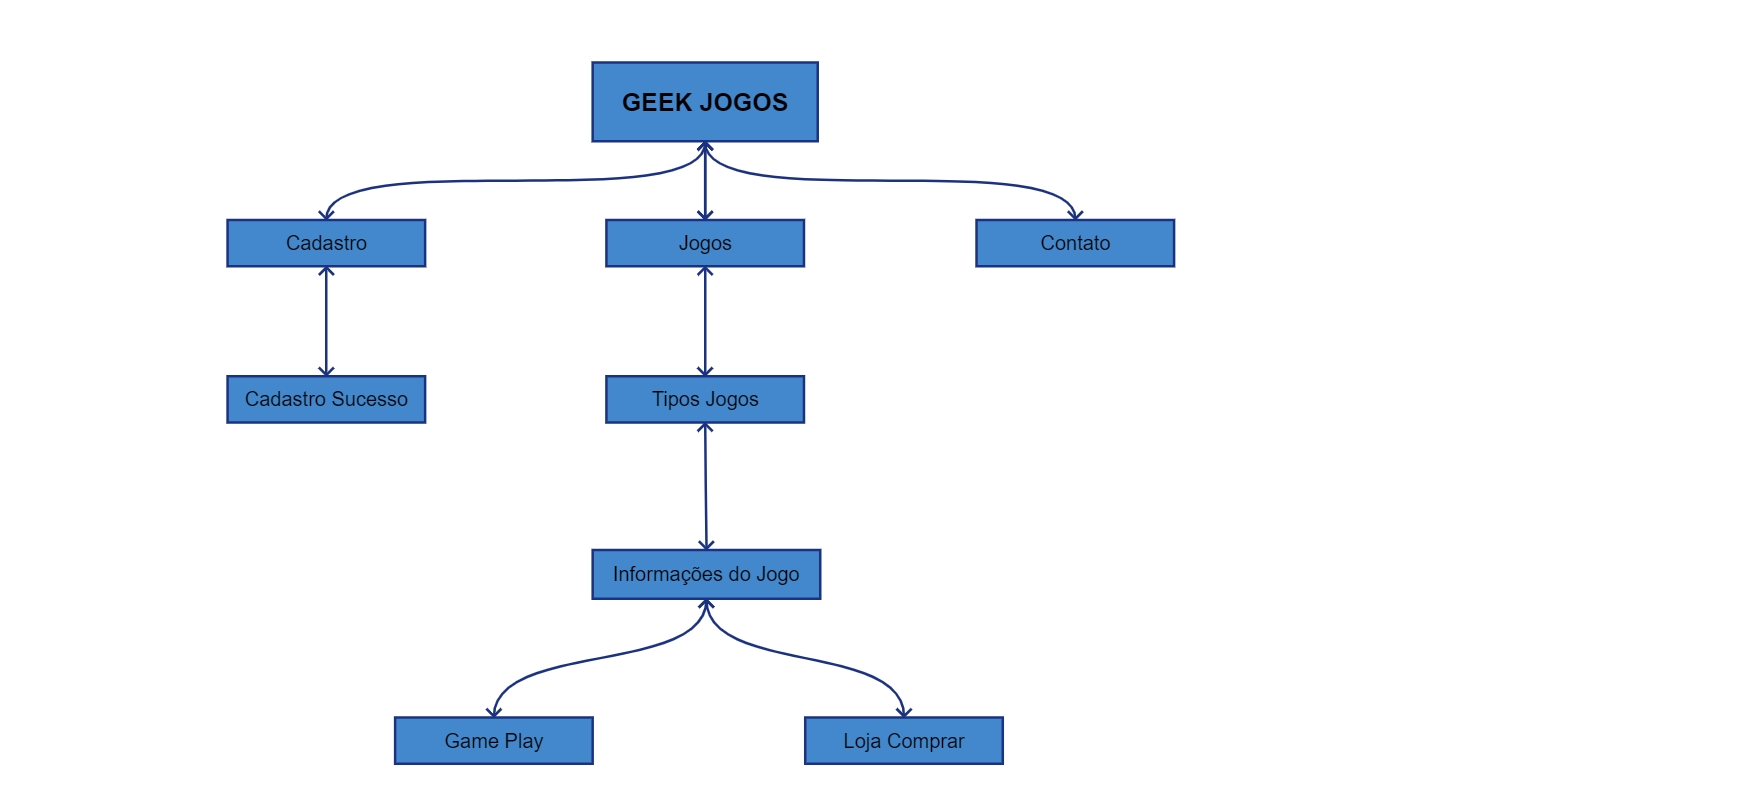 GEEK JOGOS
Cadastro
Jogos
Contato
Cadastro Sucesso
Tipos Jogos
Informações do Jogo
Game Play
Loja Comprar